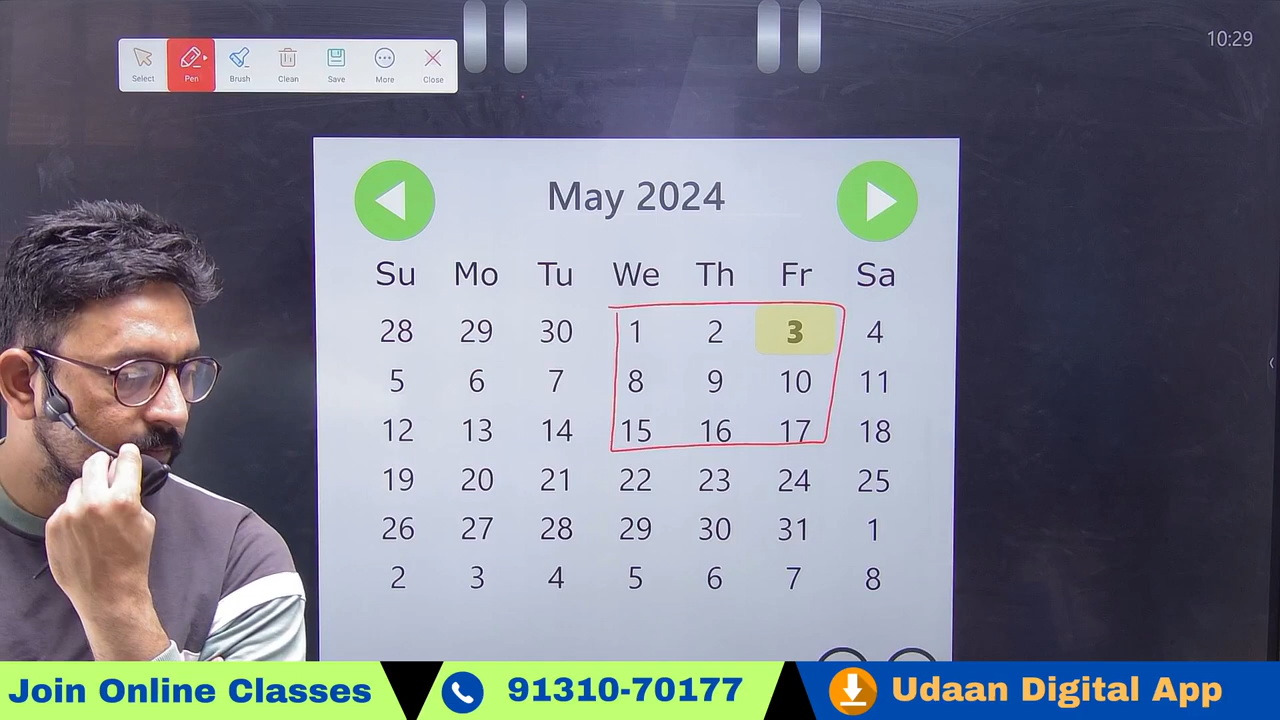 10:29
Select Pen Brush Clean Save More Close
May 2024
Su Mo Tu We Th Fr Sa
28 29 30 1 2 3 4
5 6 7 8 9 10 11
12 13 14 15 16 17 18
19 20 21 22 23 24 25
26 27 28 29 30 31 1
2 3 4 5 6 7 8
Join Online Classes 91310-70177 Udaan Digital App